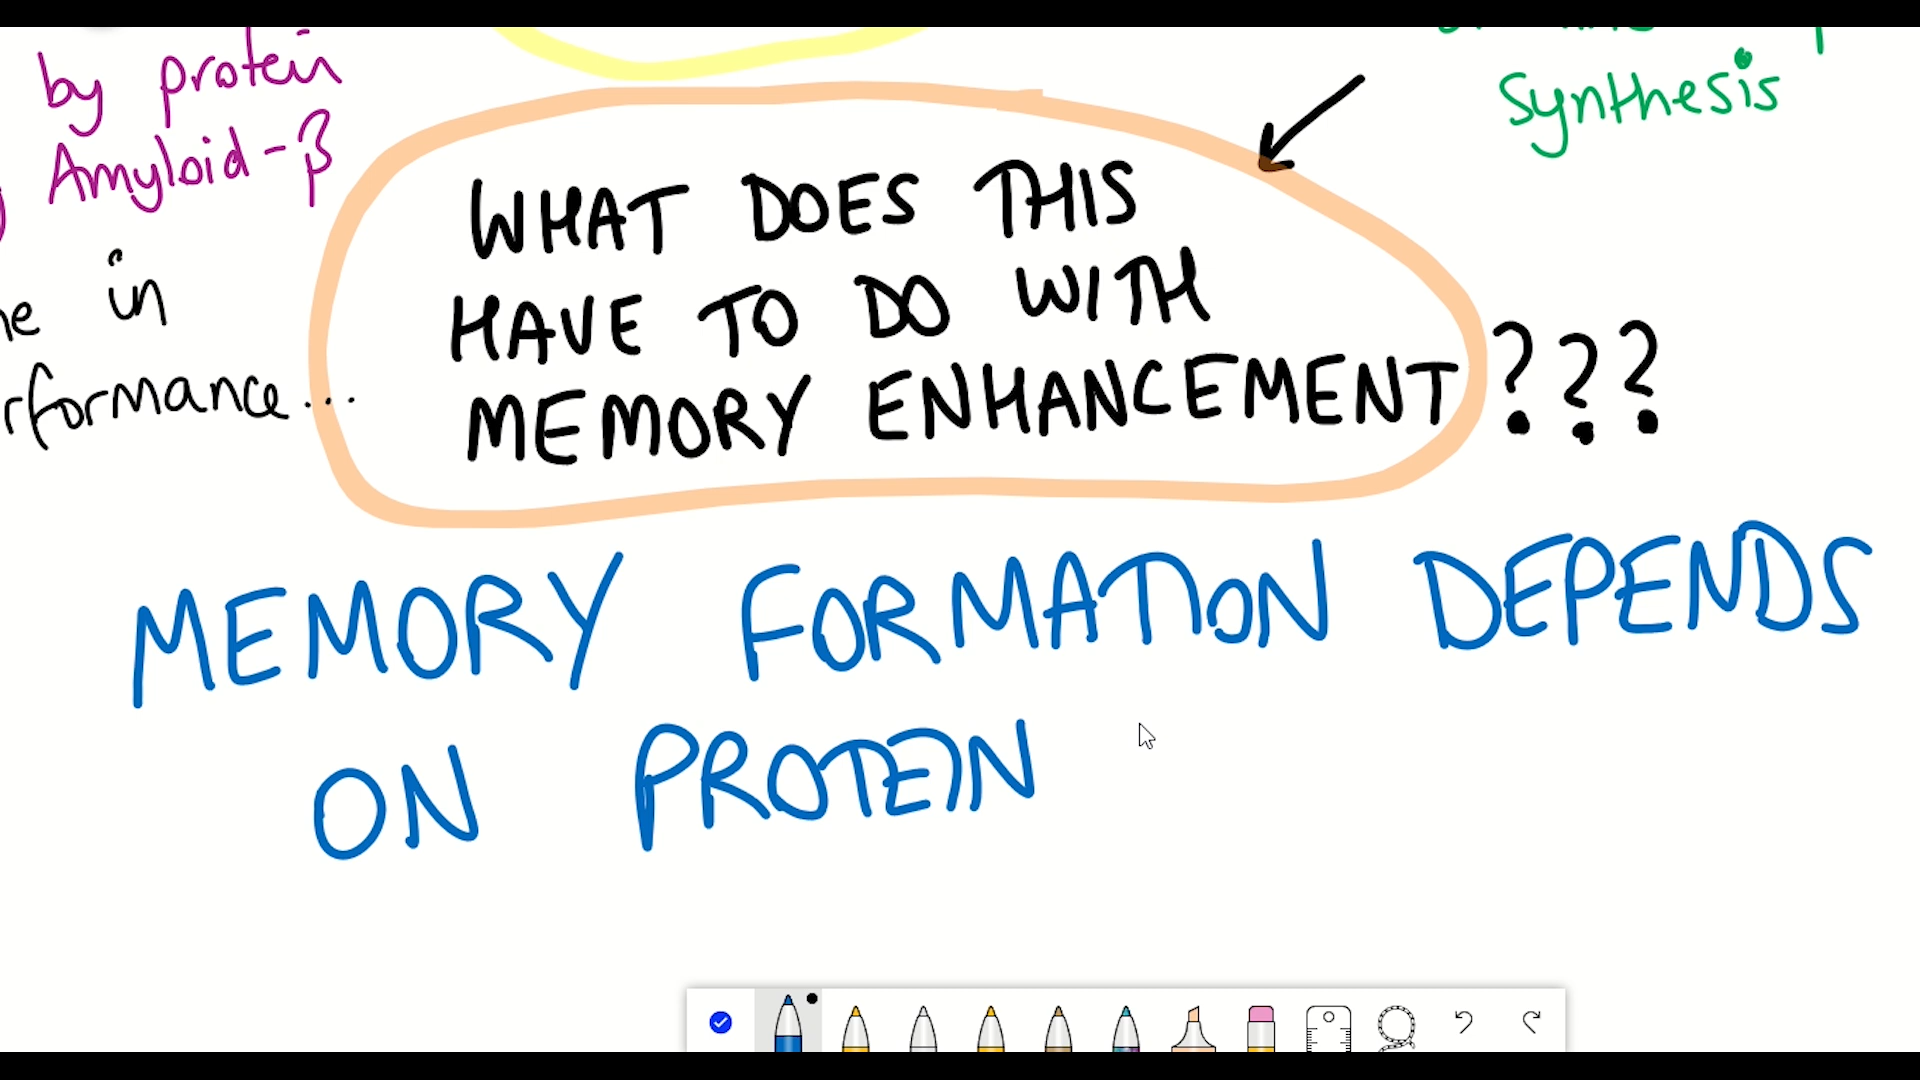 by protein
Amyloid-β
in
WHAT DOES THIS
HAVE TO DO WITH
MEMORY ENHANCEMENT ???
synthesis
MEMORY FORMATION DEPENDS
ON PROTEIN